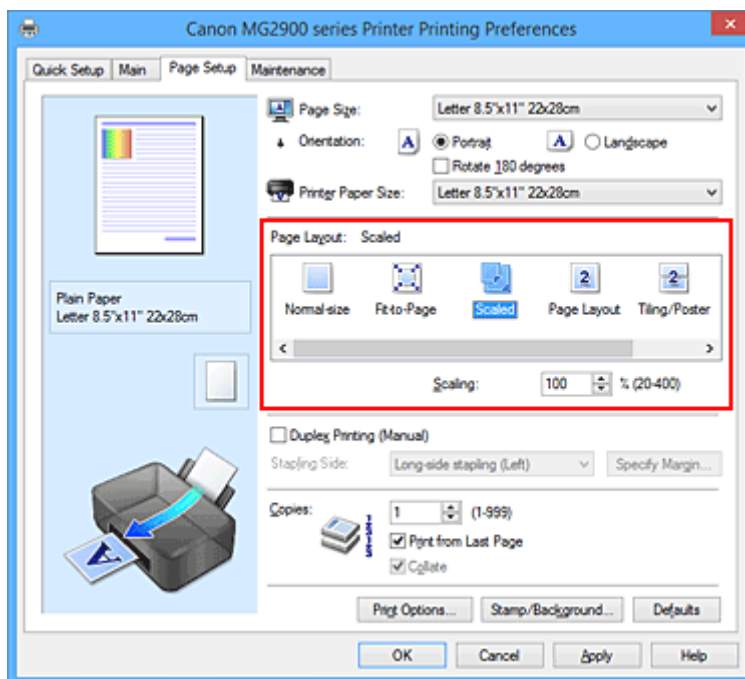 Canon MG2900 series Printer Printing Preferences
Quick Setup Main Page Setup Maintenance
Page Size: Letter 8.5"x11" 22x28cm
Orientation: A Portrait A Landscape
Rotate 180 degrees
Printer Paper Size: Letter 8.5"x11" 22x28cm
Page Layout: Scaled
Normal-size Fit-to-Page Scaled Page Layout Tiling/Poster
2 2
Scaling: 100 % (20-400)
Plain Paper
Letter 8.5"x11" 22x28cm
Duplex Printing (Manual)
Stapling Side: Long-side stapling (Left) Specify Margin...
Copies: 1 (1-999)
Print from Last Page
Collate
A
Print Options... Stamp/Background... Defaults
OK Cancel Apply Help